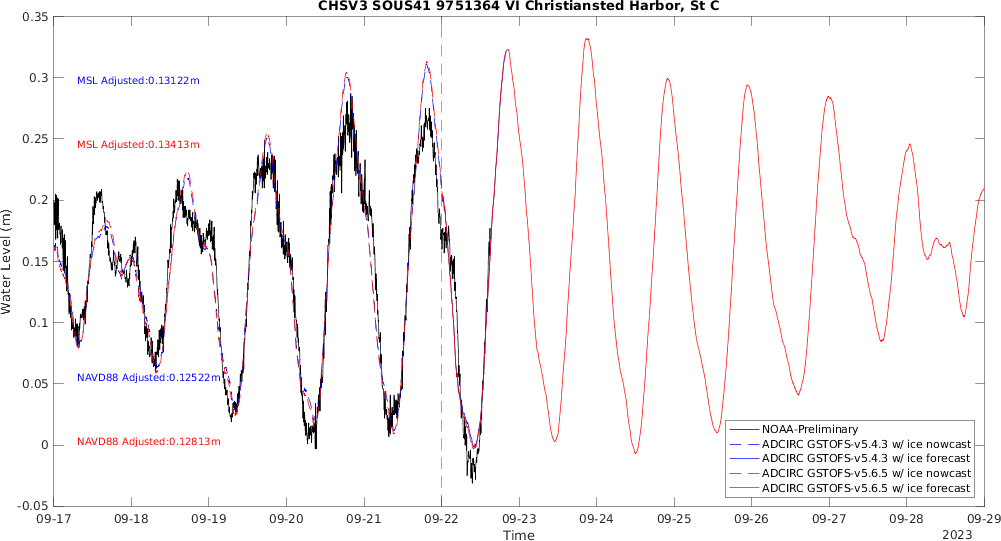 CHSV3 SOUS41 9751364 VI Christiansted Harbor, St C
0.35
0.3
0.25
0.2
0.15
0.1
0.05
0
-0.05
Water Level (m)
MSL Adjusted:0.13122m
MSL Adjusted:0.13413m
NAVD88 Adjusted:0.12522m
NAVD88 Adjusted:0.12813m
NOAA-Preliminary
ADCIRC GSTOFS-v5.4.3 w/ ice nowcast
ADCIRC GSTOFS-v5.4.3 w/ ice forecast
ADCIRC GSTOFS-v5.6.5 w/ ice nowcast
ADCIRC GSTOFS-v5.6.5 w/ ice forecast
09-17 09-18 09-19 09-20 09-21 09-22 09-23 09-24 09-25 09-26 09-27 09-28 09-29
Time
2023